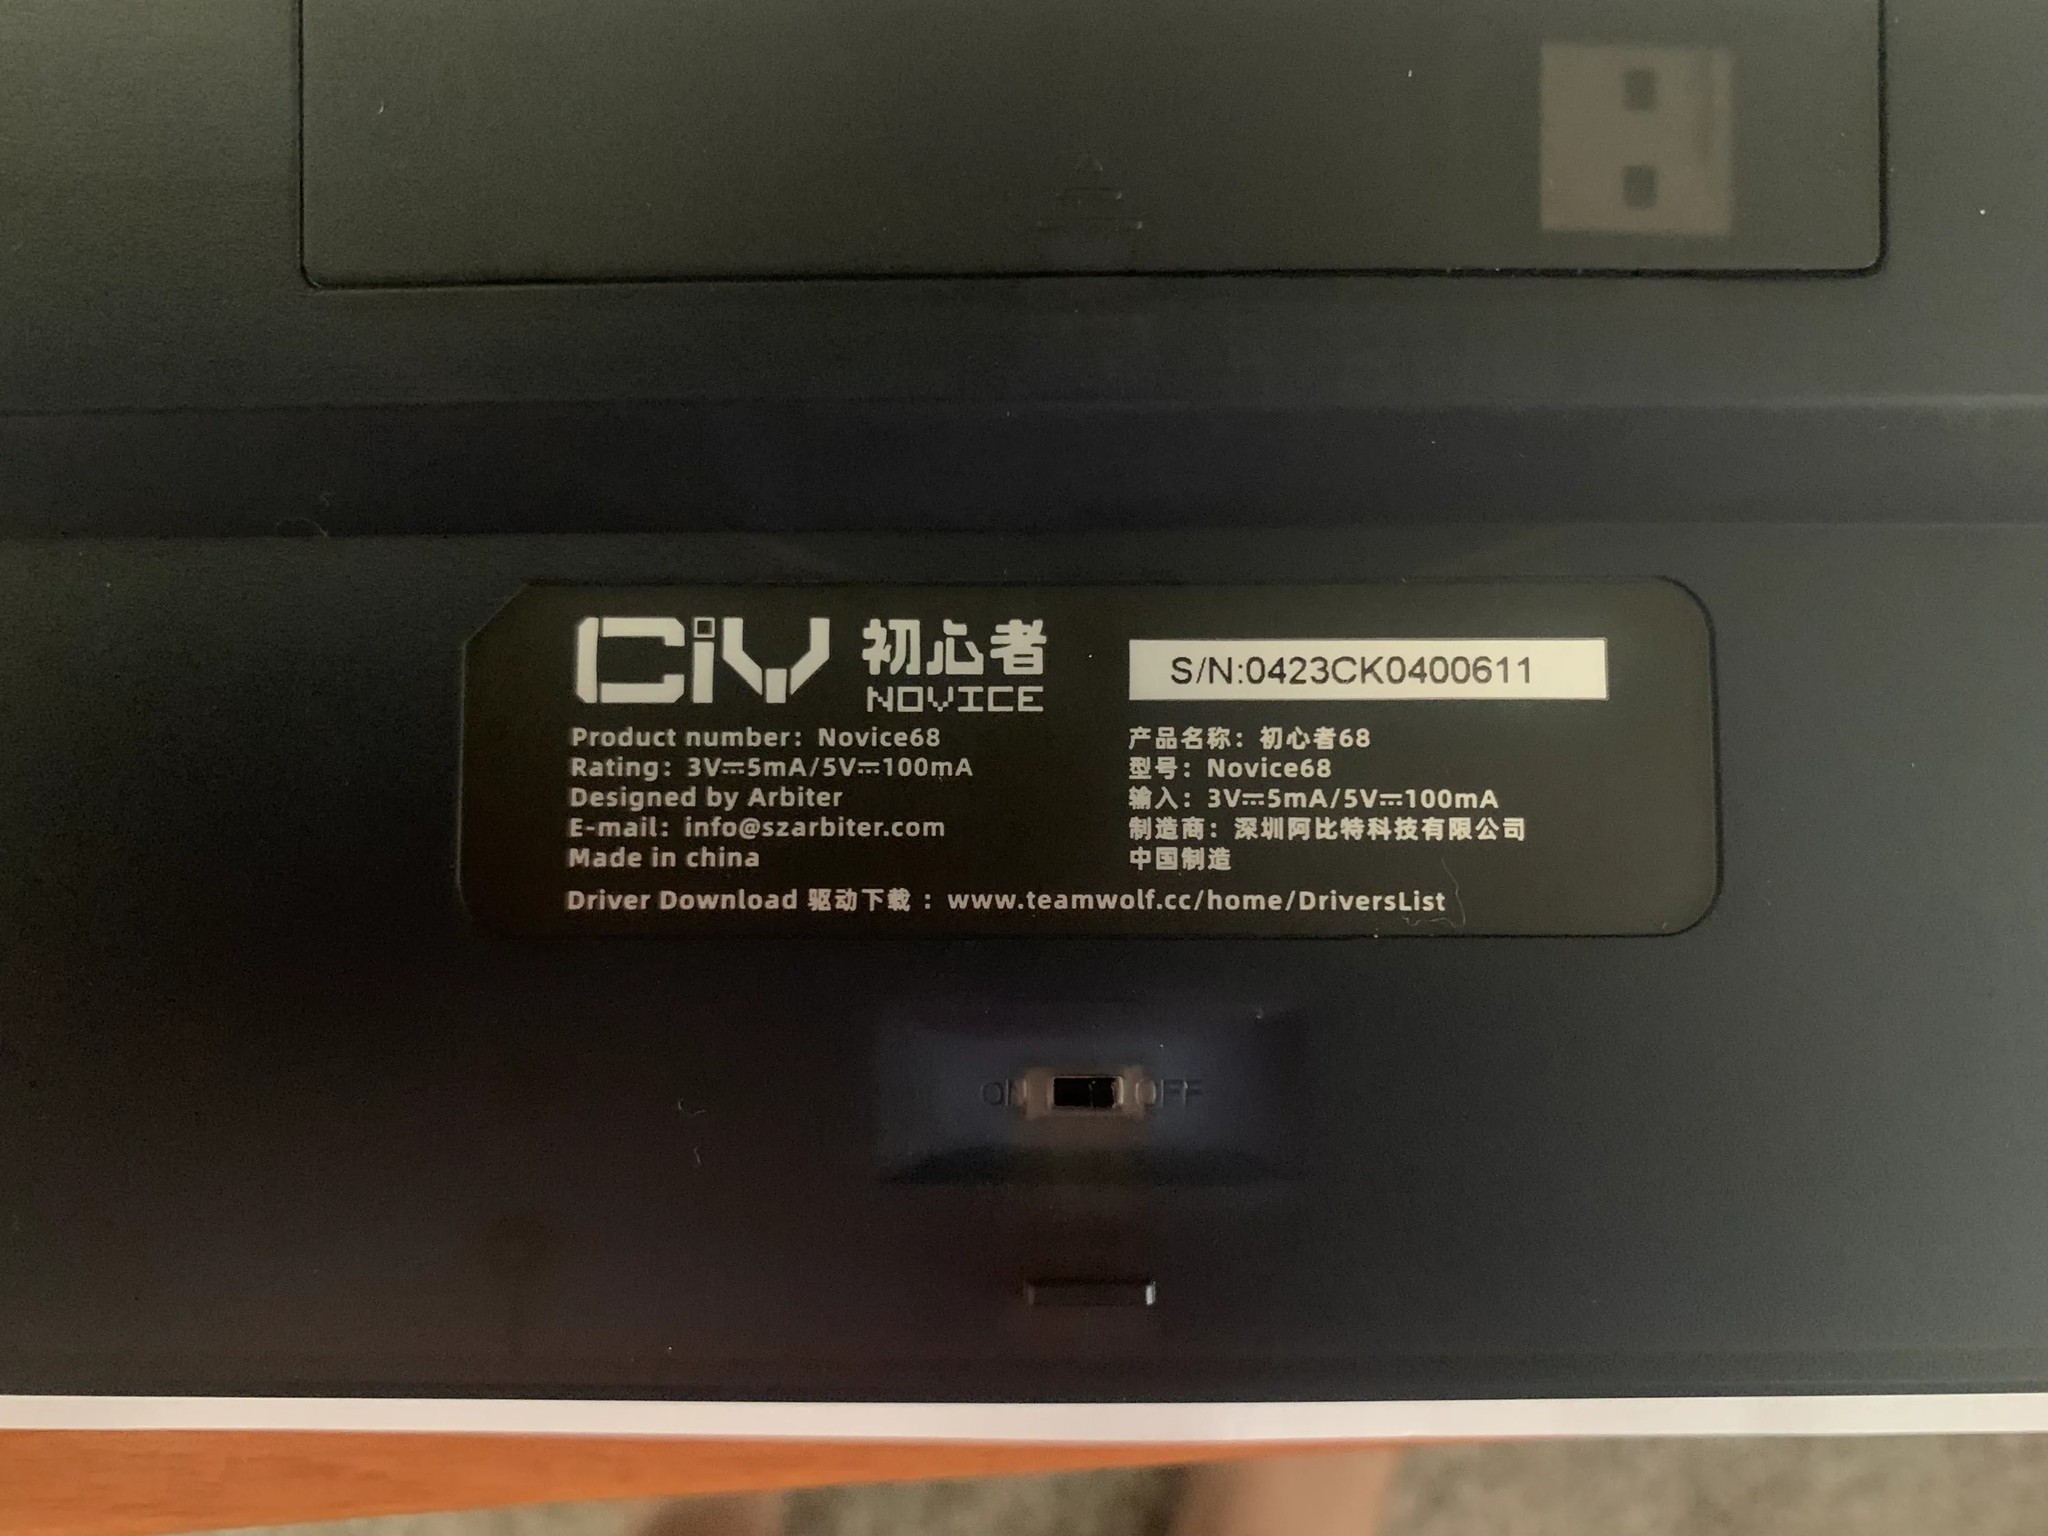 CiY 初心者
NOVICE
S/N:0423CK0400611
Product number: Novice68
Rating: 3V⎓5mA/5V⎓100mA
Designed by Arbiter
E-mail: info@szarbiter.com
Made in china
产品名称：初心者68
型号：Novice68
输入：3V⎓5mA/5V⎓100mA
制造商：深圳阿比特科技有限公司
中国制造
Driver Download 驱动下载 : www.teamwolf.cc/home/DriversList
ON OFF